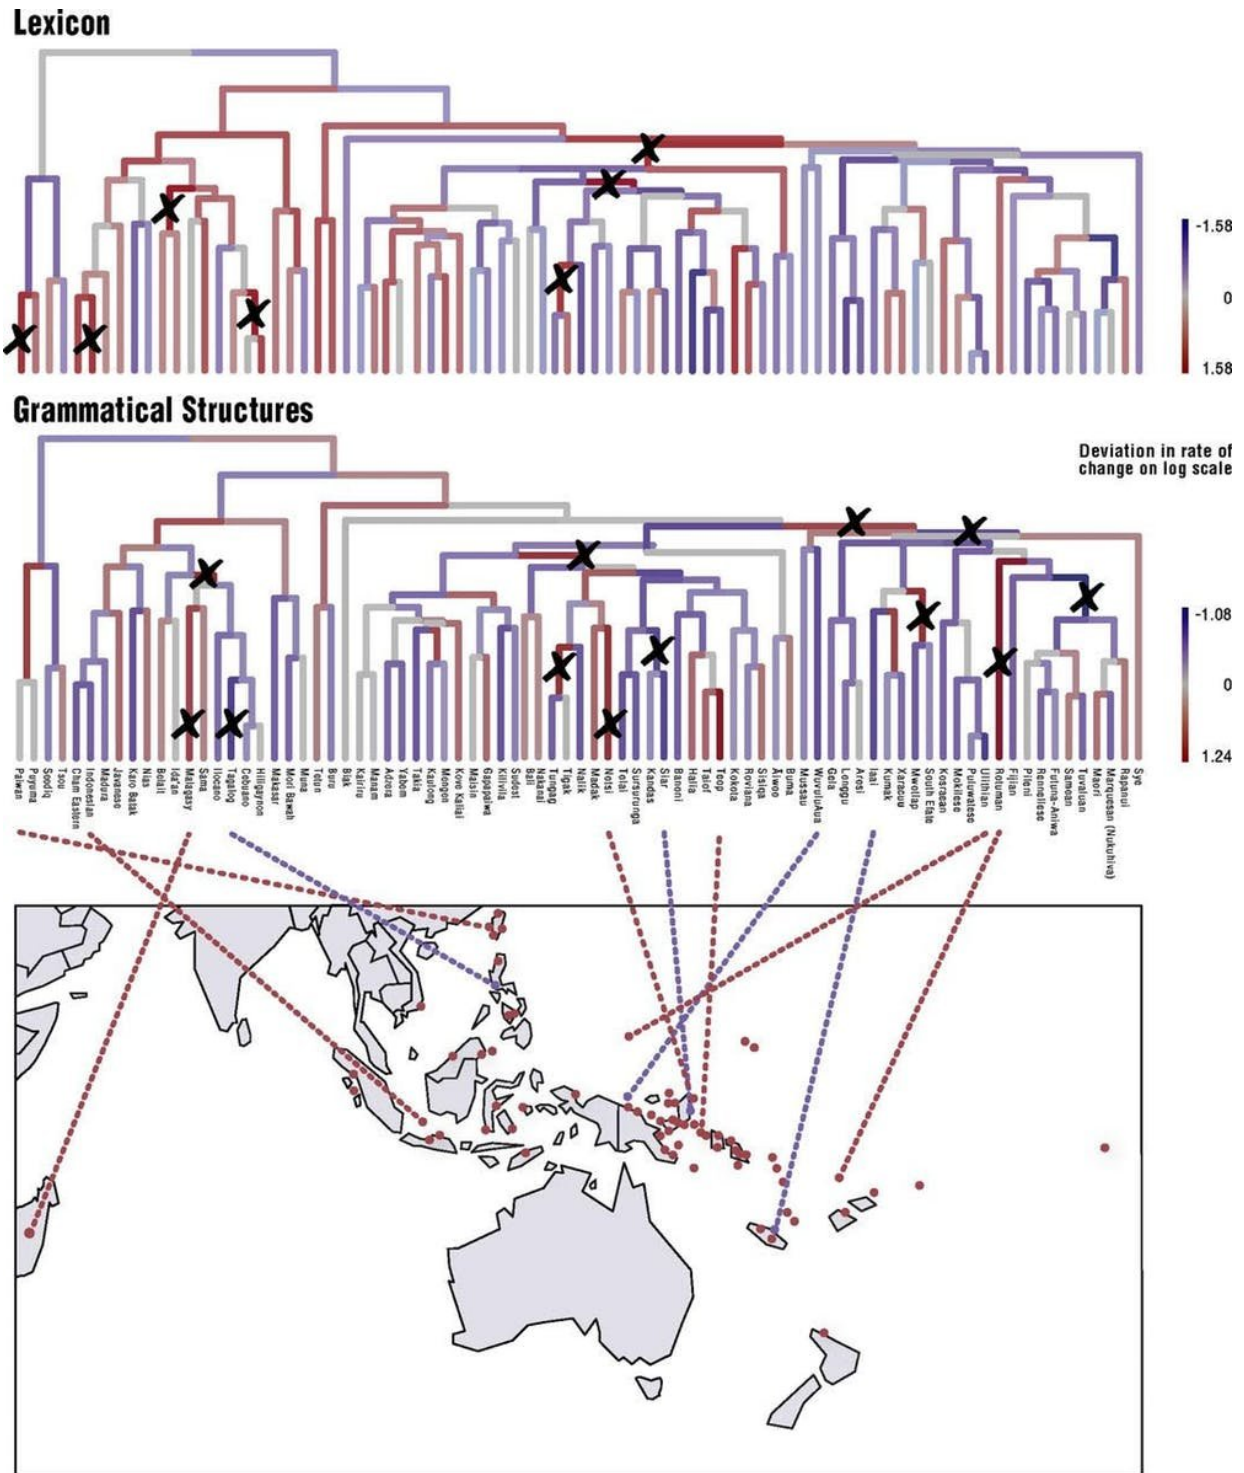 Lexicon
-1.58
0
1.58
Grammatical Structures
Deviation in rate of
change on log scale
-1.08
0
1.24
Paiwan
Puyuma
Seediq
Tsou
Cham Eastern
Indonesian
Madura
Javanese
Karo Batak
Nias
Belait
Ida'an
Malagasy
Sama
Ilocano
Tagalog
Cebuano
Hiligaynon
Makasar
Mori Bawah
Muna
Tetun
Buru
Biak
Kairiru
Manam
Adzera
Yabem
Takia
Kaulong
Mengen
Kove Kaliai
Maisin
Gapapaiwa
Kilivila
Sudest
Bali
Nakanai
Tungag
Tigak
Nalik
Madak
Notsi
Tolai
Sursurunga
Kandas
Siar
Banoni
Halia
Taiof
Teop
Kokota
Roviana
Sisiqa
Äiwoo
Buma
Mussau
WuvuluAua
Gela
Longgu
Arosi
Iaai
Kumak
Xaracuu
Mwotlap
South Efate
Kosraean
Mokilese
Puluwatese
Ulithian
Rotuman
Fijian
Pileni
Rennellese
Futuna-Aniwa
Samoan
Tuvaluan
Maori
Marquesan (Nukuhiva)
Rapanui
Sye